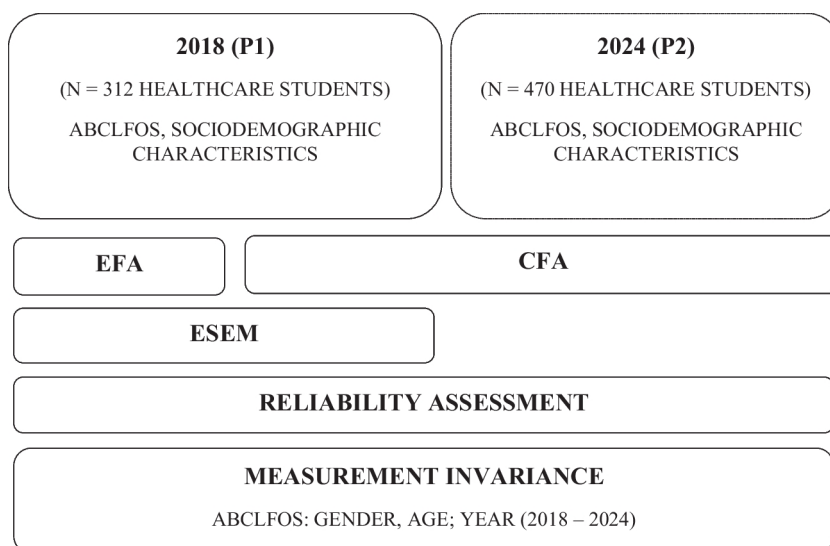 2018 (P1)
(N = 312 HEALTHCARE STUDENTS)
ABCLFOS, SOCIODEMOGRAPHIC
CHARACTERISTICS
2024 (P2)
(N = 470 HEALTHCARE STUDENTS)
ABCLFOS, SOCIODEMOGRAPHIC
CHARACTERISTICS
EFA
CFA
ESEM
RELIABILITY ASSESSMENT
MEASUREMENT INVARIANCE
ABCLFOS: GENDER, AGE; YEAR (2018 – 2024)